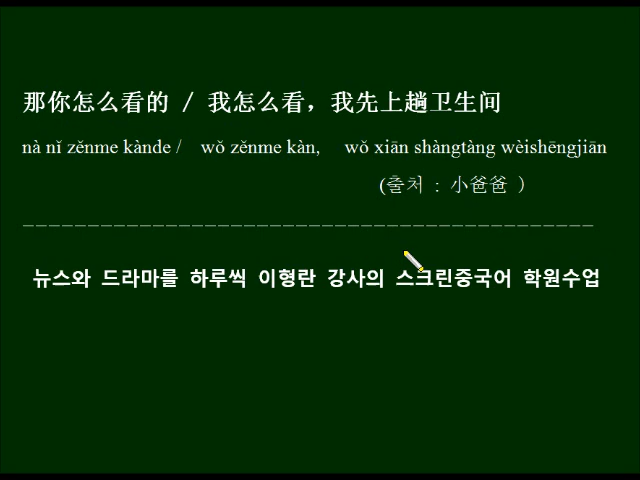 那你怎么看的 / 我怎么看，我先上趟卫生间
nà nǐ zěnme kànde / wǒ zěnme kàn, wǒ xiān shàngtàng wèishēngjiān
(출처 : 小爸爸 )
--------------------------------------------
뉴스와 드라마를 하루씩 이형란 강사의 스크린중국어 학원수업